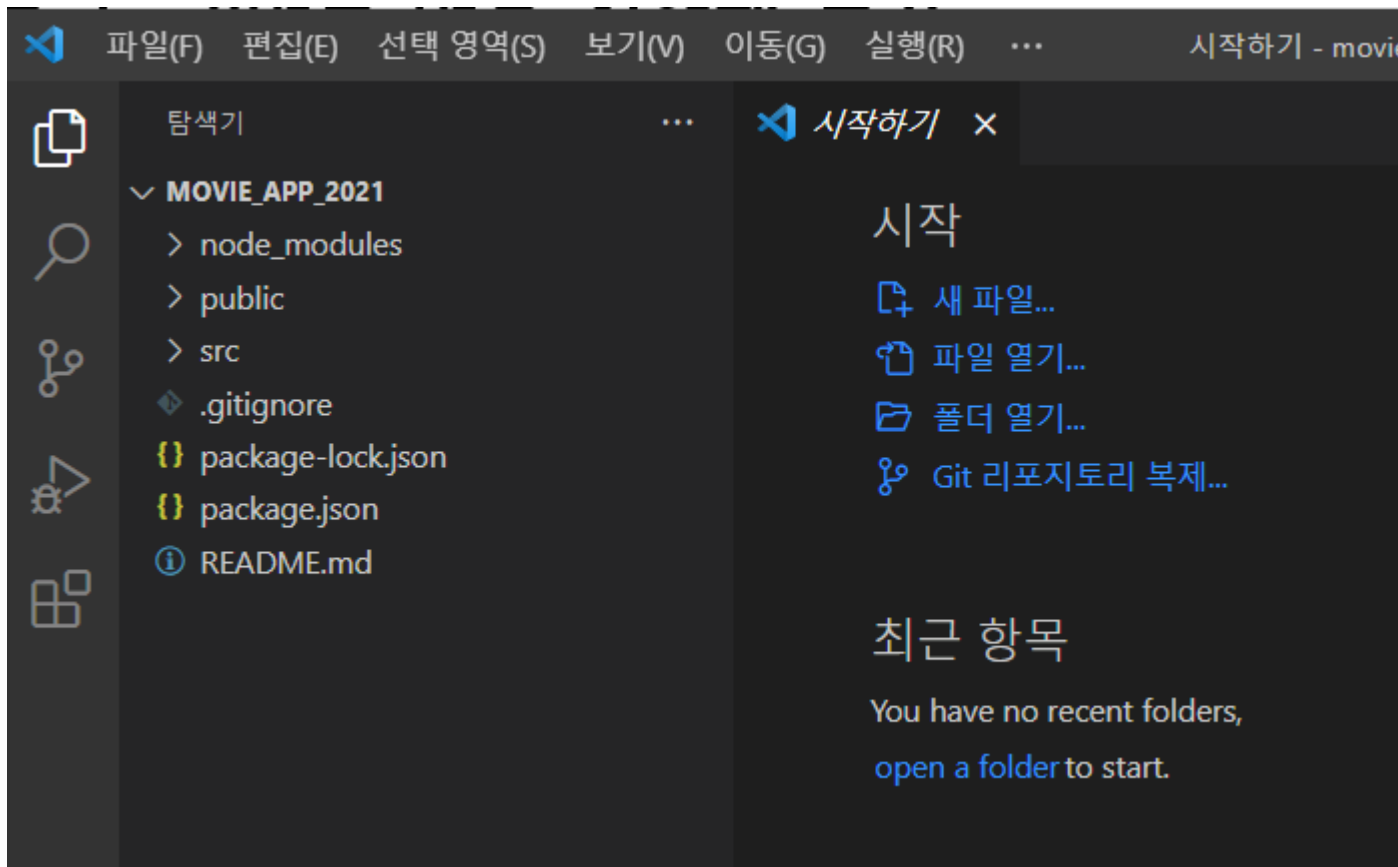 파일(F) 편집(E) 선택 영역(S) 보기(V) 이동(G) 실행(R) ··· 시작하기 - movie
탐색기 ···
시작하기 ×
MOVIE_APP_2021
node_modules
public
src
.gitignore
{} package-lock.json
{} package.json
README.md
시작
새 파일...
파일 열기...
폴더 열기...
Git 리포지토리 복제...
최근 항목
You have no recent folders,
open a folder to start.